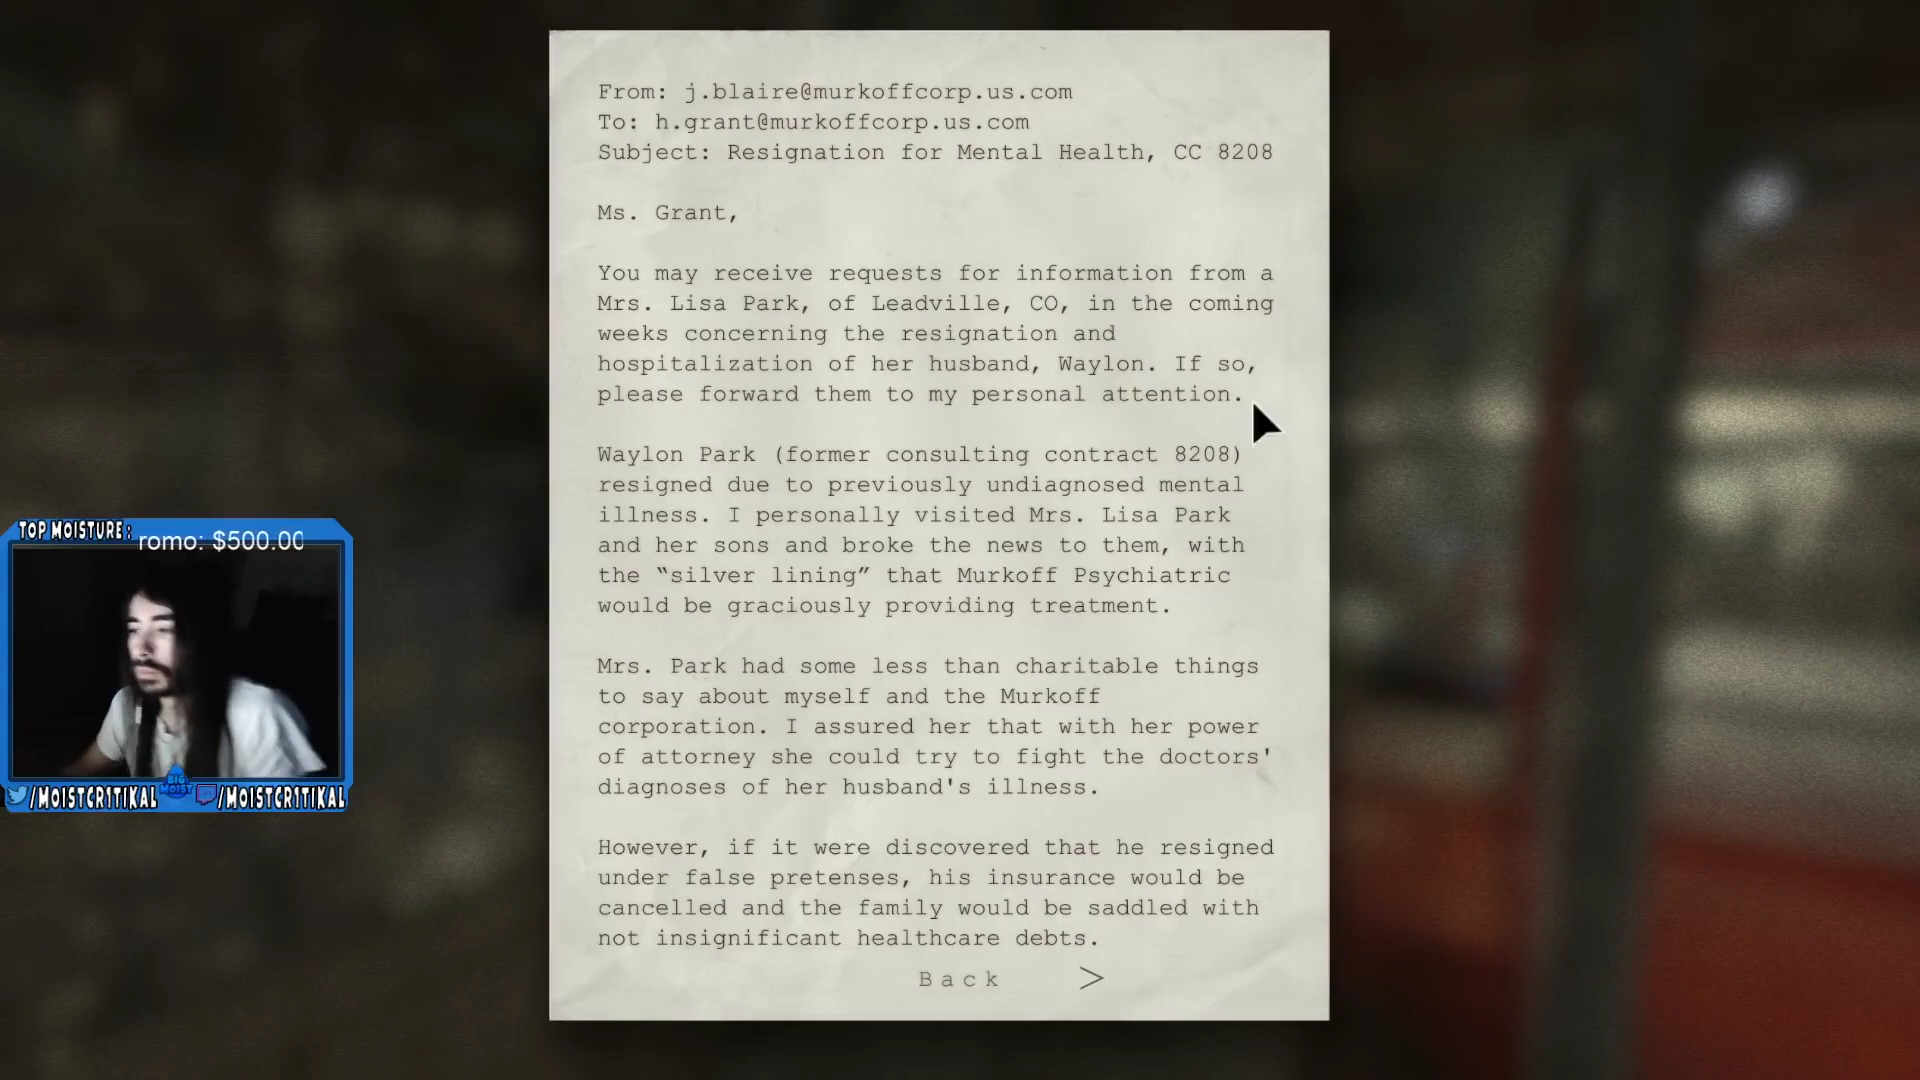 From: j.blaire@murkoffcorp.us.com
To: h.grant@murkoffcorp.us.com
Subject: Resignation for Mental Health, CC 8208
Ms. Grant,
You may receive requests for information from a
Mrs. Lisa Park, of Leadville, CO, in the coming
weeks concerning the resignation and
hospitalization of her husband, Waylon. If so,
please forward them to my personal attention.
Waylon Park (former consulting contract 8208)
resigned due to previously undiagnosed mental
illness. I personally visited Mrs. Lisa Park
and her sons and broke the news to them, with
the “silver lining” that Murkoff Psychiatric
would be graciously providing treatment.
Mrs. Park had some less than charitable things
to say about myself and the Murkoff
corporation. I assured her that with her power
of attorney she could try to fight the doctors'
diagnoses of her husband's illness.
However, if it were discovered that he resigned
under false pretenses, his insurance would be
cancelled and the family would be saddled with
not insignificant healthcare debts.
Back >
TOP MOISTURE:
romo: $500.00
BIG
MOIST
/MOISTCR1TIKAL /MOISTCR1TIKAL